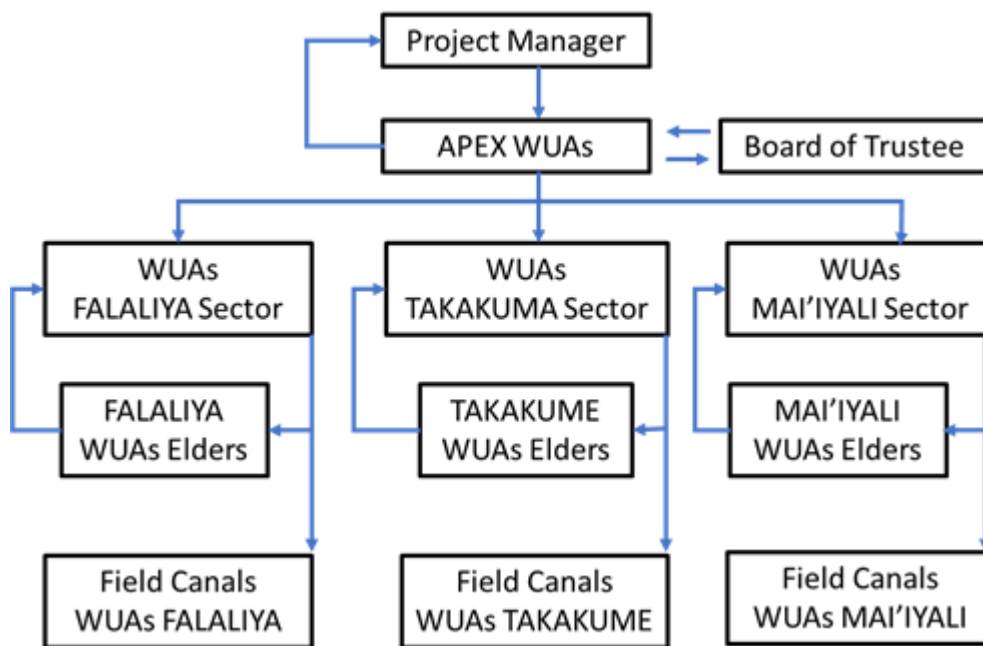 Project Manager
APEX WUAs
Board of Trustee
WUAs
FALALIYA Sector
WUAs
TAKAKUMA Sector
WUAs
MAI'IYALI Sector
FALALIYA
WUAs Elders
TAKAKUME
WUAs Elders
MAI'IYALI
WUAs Elders
Field Canals
WUAs FALALIYA
Field Canals
WUAs TAKAKUME
Field Canals
WUAs MAI'IYALI